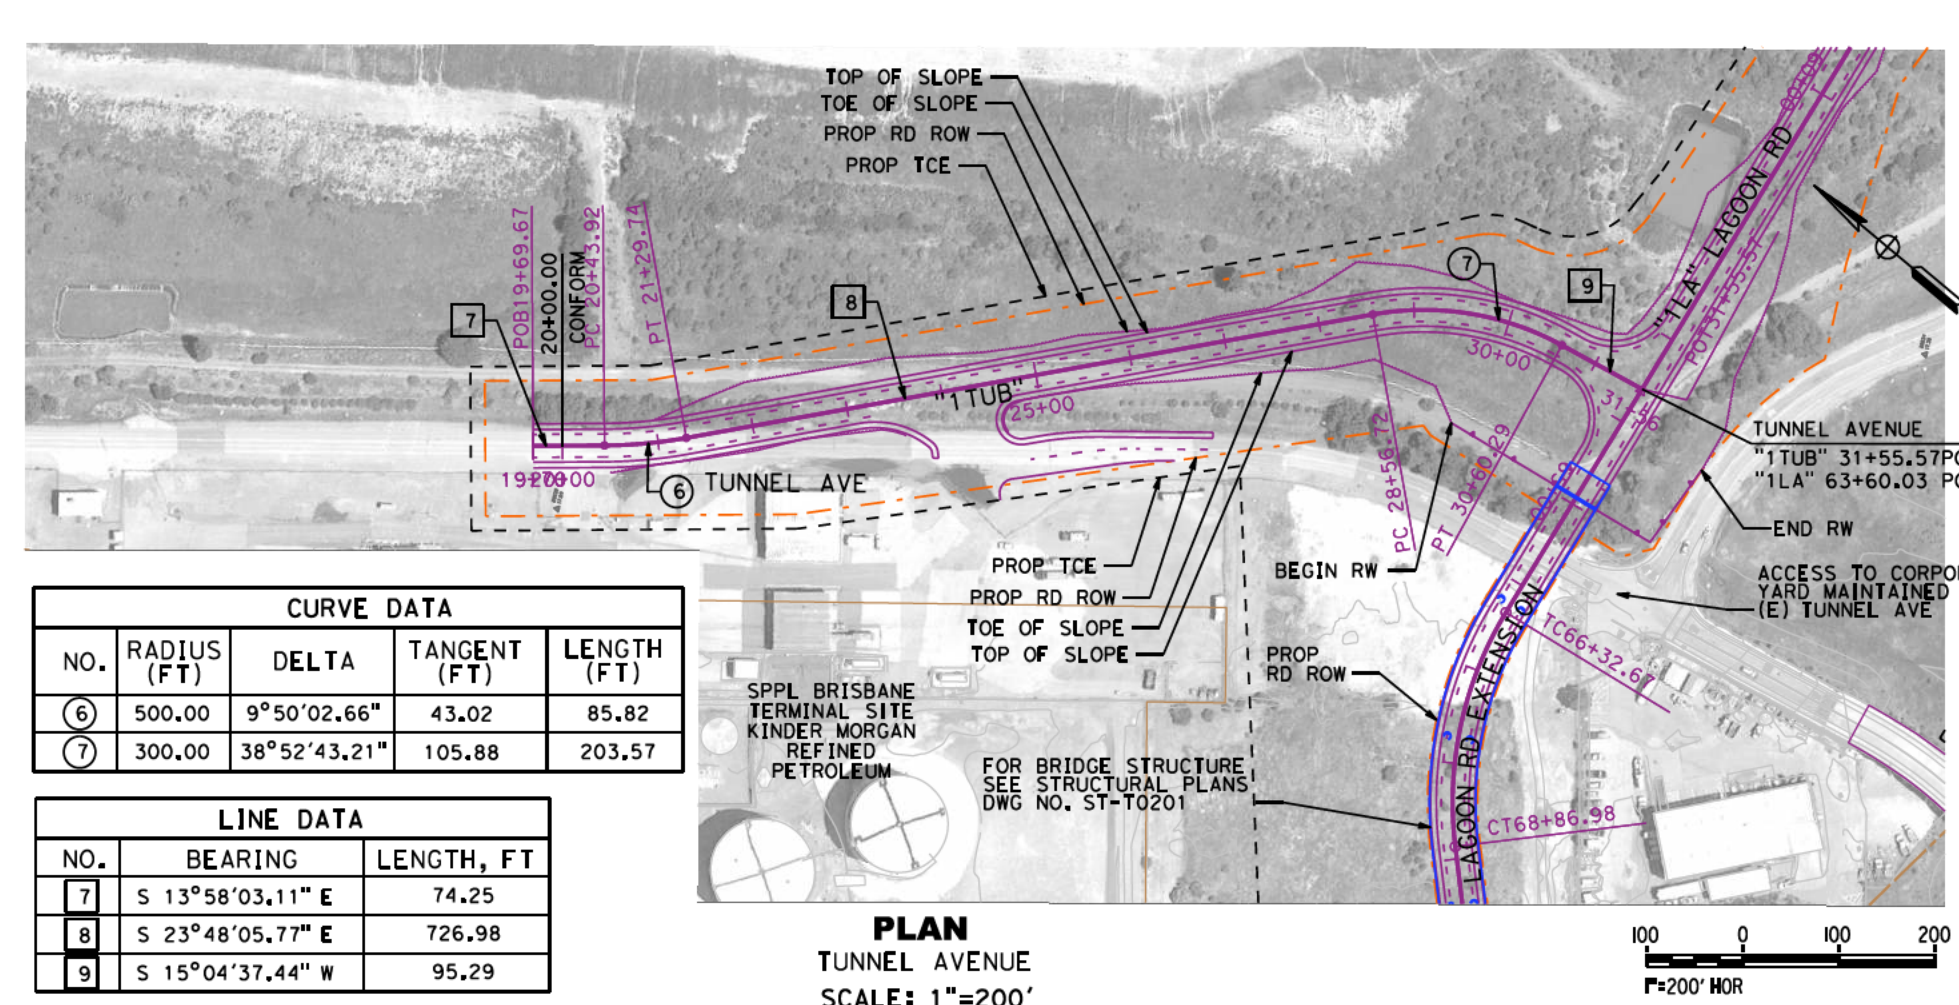 TOP OF SLOPE
TOE OF SLOPE
PROP RD ROW
PROP TCE
POB19+69.67
20+00.00
CONFORM
PC 20+43.92
PT 21+29.74
7
8
7
9
"1LA" LAGOON RD
POT31+55.57
30+00
31+56
"1TUB"
25+00
6
TUNNEL AVE
PC 28+56.72
PT 30+60.29
TUNNEL AVENUE
"1TUB" 31+55.57
"1LA" 63+60.03
END RW
BEGIN RW
PROP TCE
PROP RD ROW
TOE OF SLOPE
TOP OF SLOPE
ACCESS TO
YARD MAINTAINED
(E) TUNNEL AVE
TC66+32.67
PROP
RD ROW
LAGOON RD EXTENSION
CT68+86.98
SPPL BRISBANE
TERMINAL SITE
KINDER MORGAN
REFINED
PETROLEUM
FOR BRIDGE STRUCTURE
SEE STRUCTURAL PLANS
DWG NO. ST-T0201
CURVE DATA
NO. RADIUS (FT) DELTA TANGENT (FT) LENGTH (FT)
6 500.00 9°50'02.66" 43.02 85.82
7 300.00 38°52'43.21" 105.88 203.57
LINE DATA
NO. BEARING LENGTH, FT
7 S 13°58'03.11" E 74.25
8 S 23°48'05.77" E 726.98
9 S 15°04'37.44" W 95.29
PLAN
TUNNEL AVENUE
SCALE: 1"=200'
100 0 100 200
1"=200' HOR